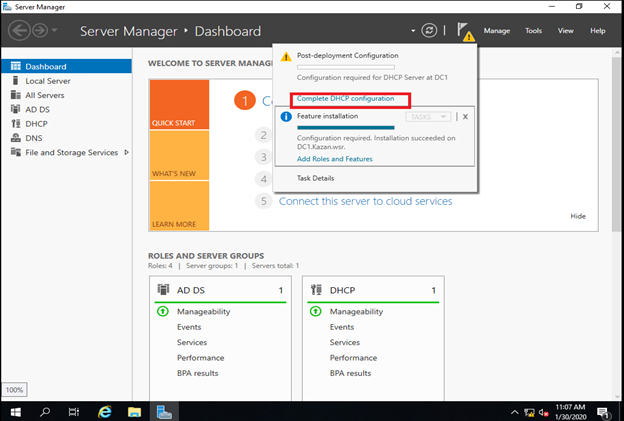 Server Manager
Server Manager • Dashboard
Manage Tools View Help
Dashboard
Local Server
All Servers
AD DS
DHCP
DNS
File and Storage Services
WELCOME TO SERVER MANAG
QUICK START
WHAT'S NEW
LEARN MORE
1
2
3
4
5 Connect this server to cloud services
Hide
Post-deployment Configuration
Configuration required for DHCP Server at DC1
Complete DHCP configuration
Feature installation
TASKS
X
Configuration required. Installation succeeded on
DC1.Kazan.wsr.
Add Roles and Features
Task Details
ROLES AND SERVER GROUPS
Roles: 4 | Server groups: 1 | Servers total: 1
AD DS 1
Manageability
Events
Services
Performance
BPA results
DHCP 1
Manageability
Events
Services
Performance
BPA results
100%
11:07 AM
1/30/2020